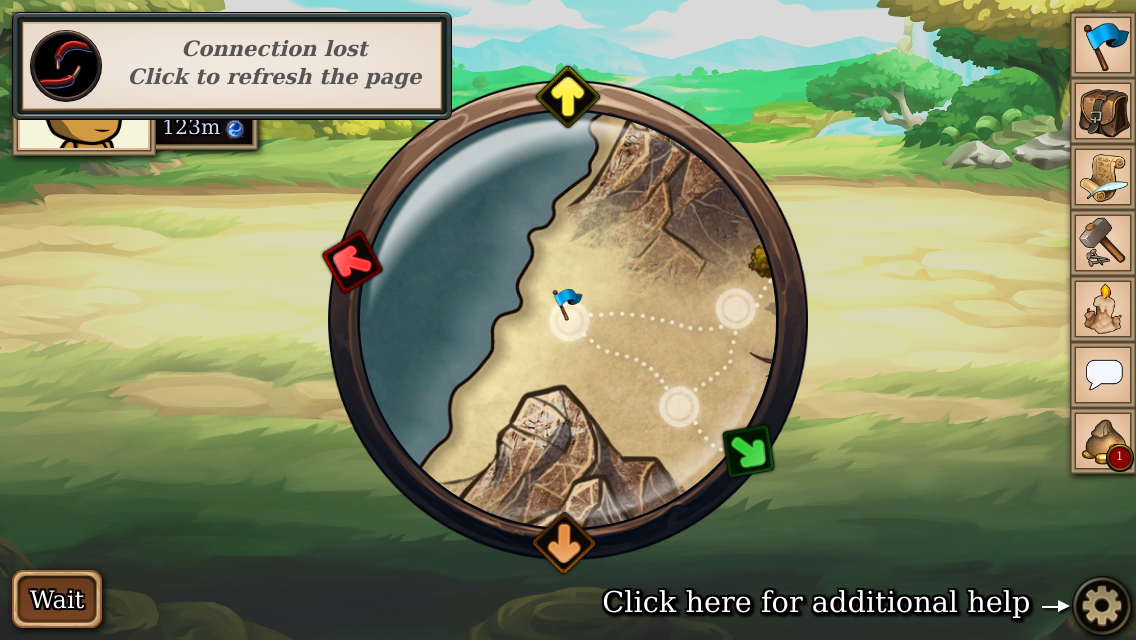 Connection lost
Click to refresh the page
123m
1
Wait
Click here for additional help